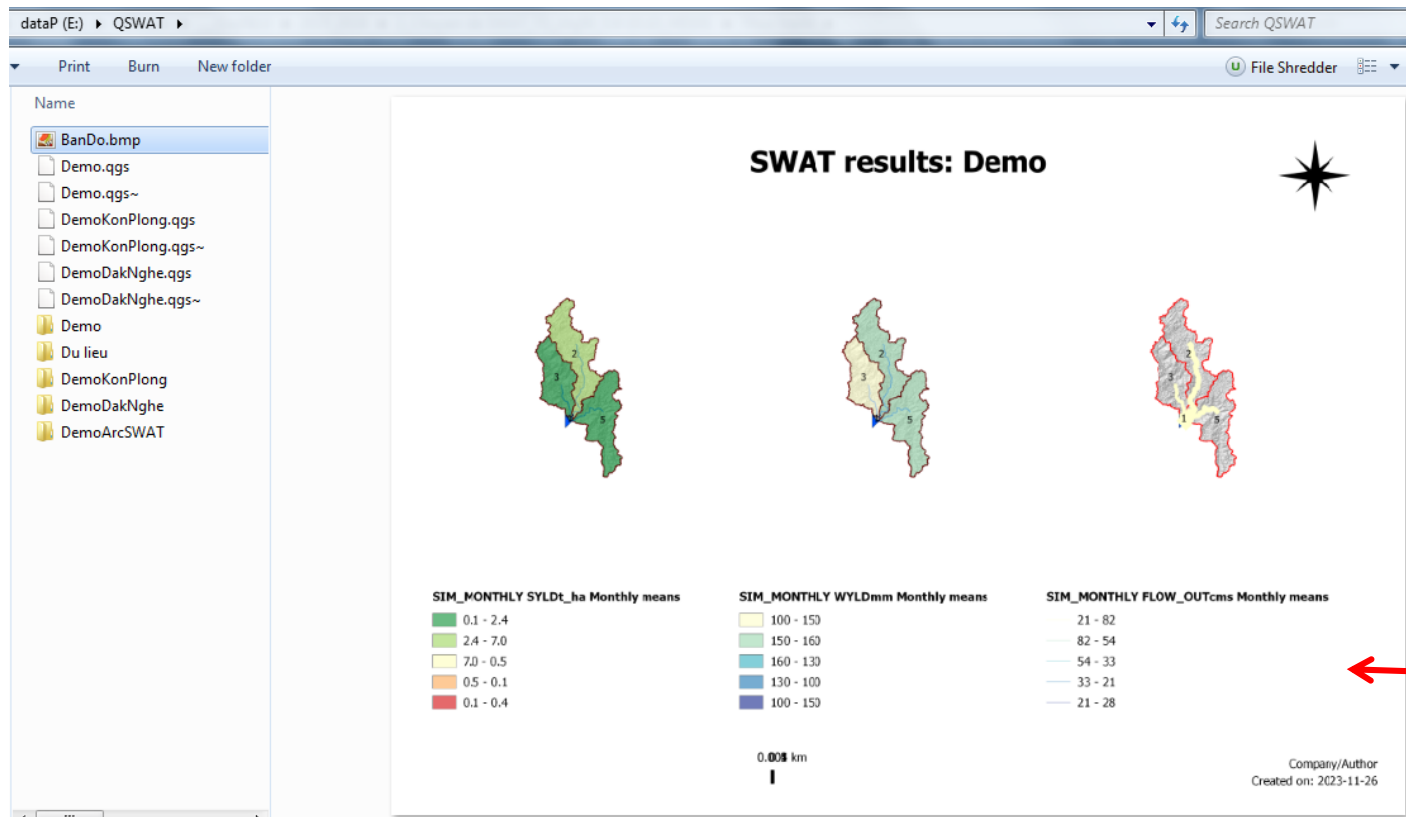 dataP (E:) ▸ QSWAT ▸
Search QSWAT
Print Burn New folder
File Shredder
Name
BanDo.bmp
Demo.qgs
Demo.qgs~
DemoKonPlong.qgs
DemoKonPlong.qgs~
DemoDakNghe.qgs
DemoDakNghe.qgs~
Demo
Du lieu
DemoKonPlong
DemoDakNghe
DemoArcSWAT
SWAT results: Demo
2
3
5
2
3
5
2
3
1
5
SIM_MONTHLY SYLDt_ha Monthly means
0.1 - 2.4
2.4 - 7.0
7.0 - 0.5
0.5 - 0.1
0.1 - 0.4
SIM_MONTHLY WYLDmm Monthly means
100 - 150
150 - 160
160 - 130
130 - 100
100 - 150
SIM_MONTHLY FLOW_OUTcms Monthly means
21 - 82
82 - 54
54 - 33
33 - 21
21 - 28
km
Company/Author
Created on: 2023-11-26